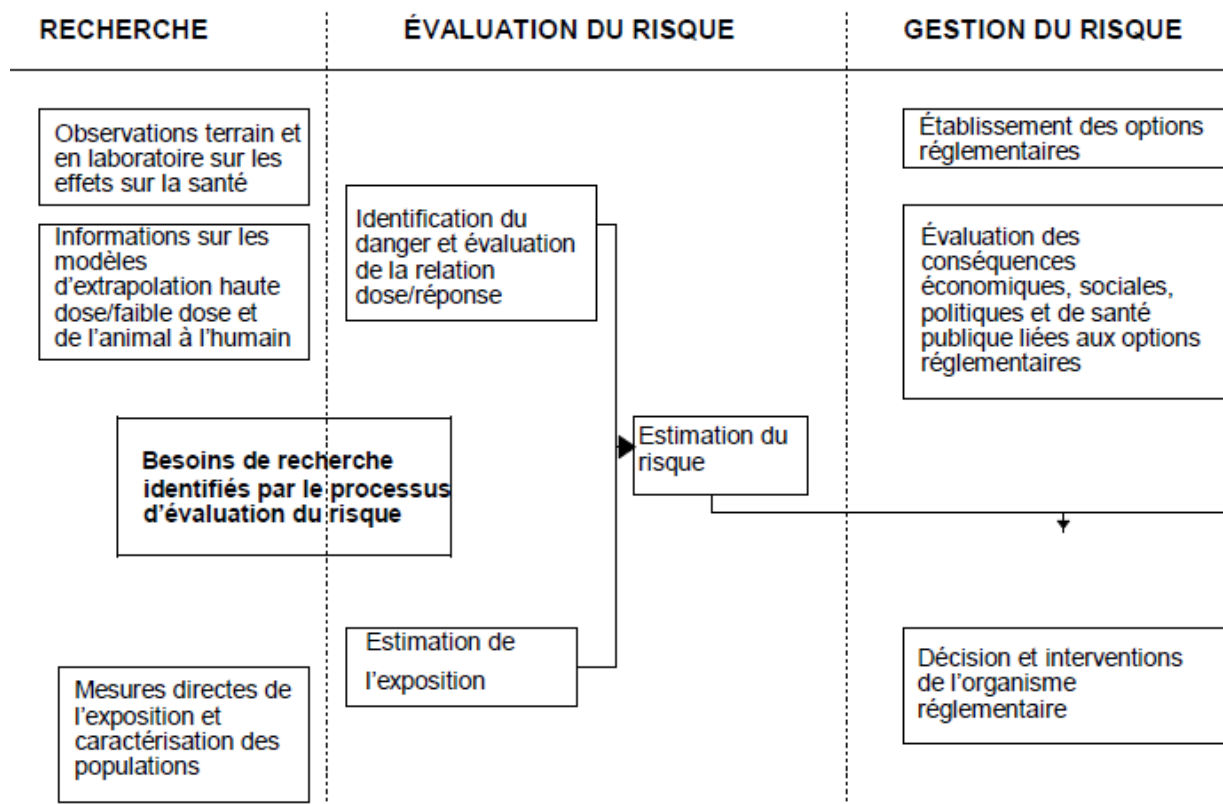 RECHERCHE
ÉVALUATION DU RISQUE
GESTION DU RISQUE
Observations terrain et
en laboratoire sur les
effets sur la santé
Informations sur les
modèles
d'extrapolation haute
dose/faible dose et
de l'animal à l'humain
Besoins de recherche
identifiés par le processus
d'évaluation du risque
Mesures directes de
l'exposition et
caractérisation des
populations
Identification du
danger et évaluation
de la relation
dose/réponse
Estimation de
l'exposition
Estimation du
risque
Établissement des options
réglementaires
Évaluation des
conséquences
économiques, sociales,
politiques et de santé
publique liées aux options
réglementaires
Décision et interventions
de l'organisme
réglementaire